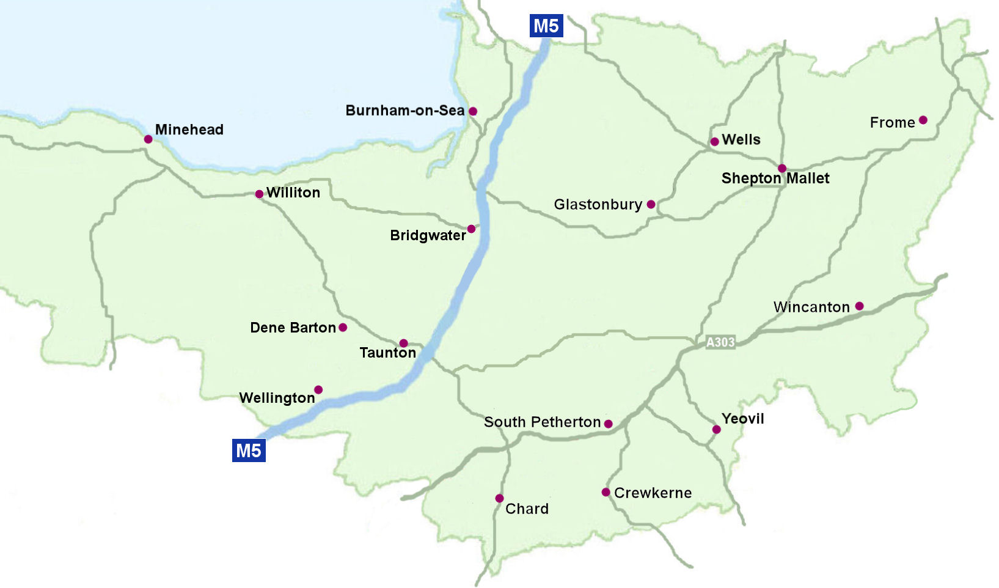 M5
Burnham-on-Sea
Minehead
Frome
Wells
Shepton Mallet
Williton
Glastonbury
Bridgwater
Wincanton
Dene Barton
A303
Taunton
Wellington
South Petherton
Yeovil
M5
Crewkerne
Chard